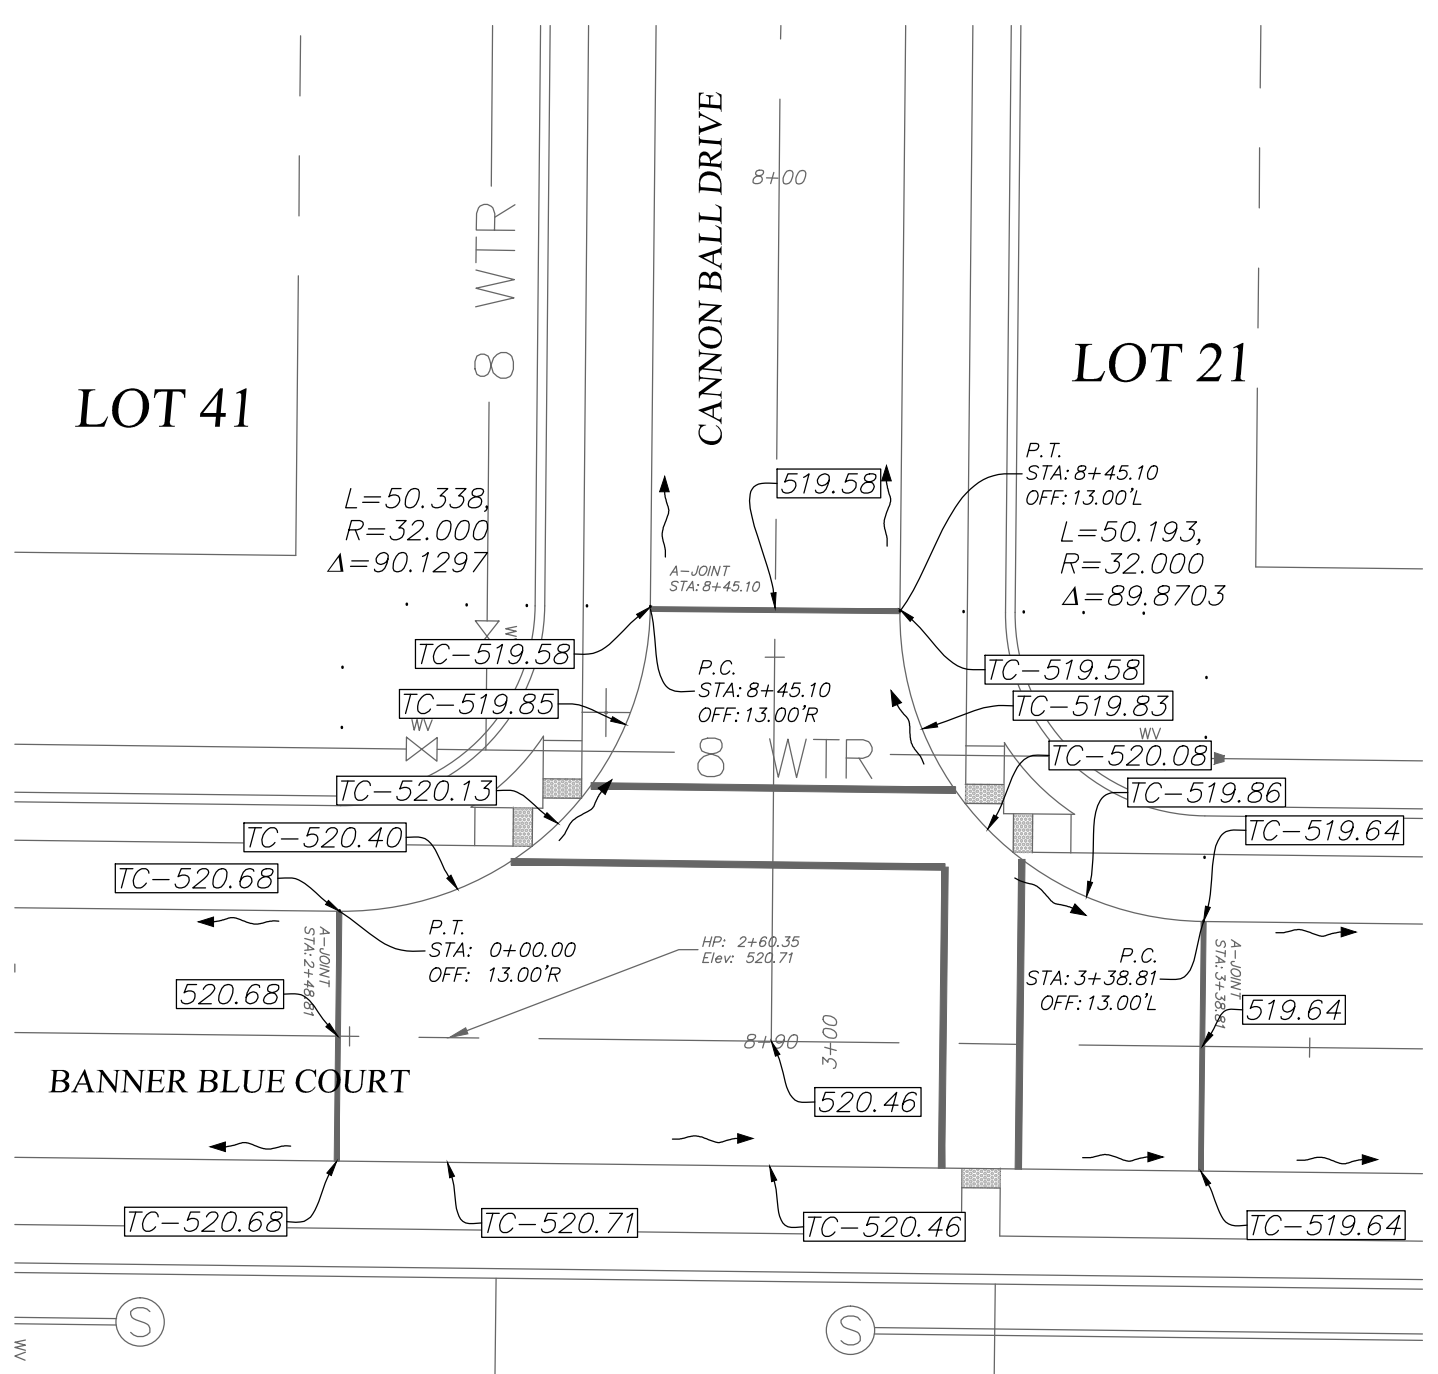 CANNON BALL DRIVE
8+00
8 WTR
LOT 21
LOT 41
P.T.
STA: 8+45.10
OFF: 13.00'L
519.58
L=50.338,
R=32.000
Δ=90.1297
L=50.193,
R=32.000
Δ=89.8703
A-JOINT
STA: 8+45.10
W
TC-519.58
P.C.
STA: 8+45.10
OFF: 13.00'R
TC-519.58
TC-519.85
TC-519.83
WV
WV
8 WTR
TC-520.08
TC-520.13
TC-519.86
TC-520.40
TC-519.64
TC-520.68
P.T.
STA: 0+00.00
OFF: 13.00'R
A-JOINT
STA: 2+48.81
HP: 2+60.35
Elev: 520.71
P.C.
STA: 3+38.81
OFF: 13.00'L
A-JOINT
STA: 3+38.81
520.68
519.64
8+90
3+00
BANNER BLUE COURT
520.46
TC-520.68
TC-520.71
TC-520.46
TC-519.64
S
S
WV